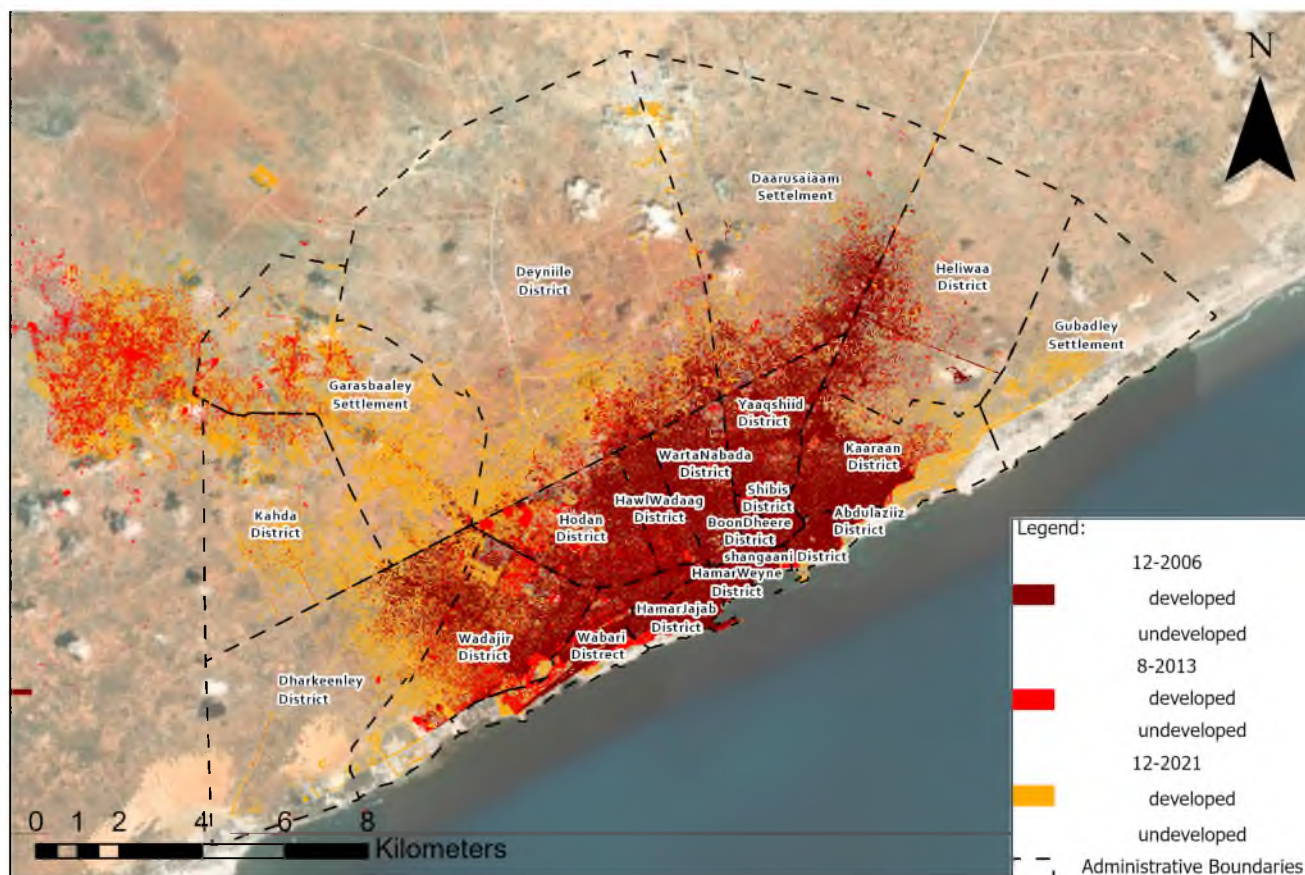 N
Daarusaiaam
Settelment
Deyniile
District
Heliwaa
District
Gubadley
Settlement
Garasbaaley
Settlement
Yaaqshiid
District
WartaNabada
District
Kaaraan
District
Shibis
District
HawlWadaag
District
Kahda
District
Hodan
District
BoonDheere
District
Abdulaziiz
District
shangaani District
HamarWeyne
District
HamarJajab
District
Wadajir
District
Wabari
Distrect
Dharkeenley
District
Legend:
12-2006
developed
undeveloped
8-2013
developed
undeveloped
12-2021
developed
undeveloped
Administrative Boundaries
0 1 2 4 6 8
Kilometers